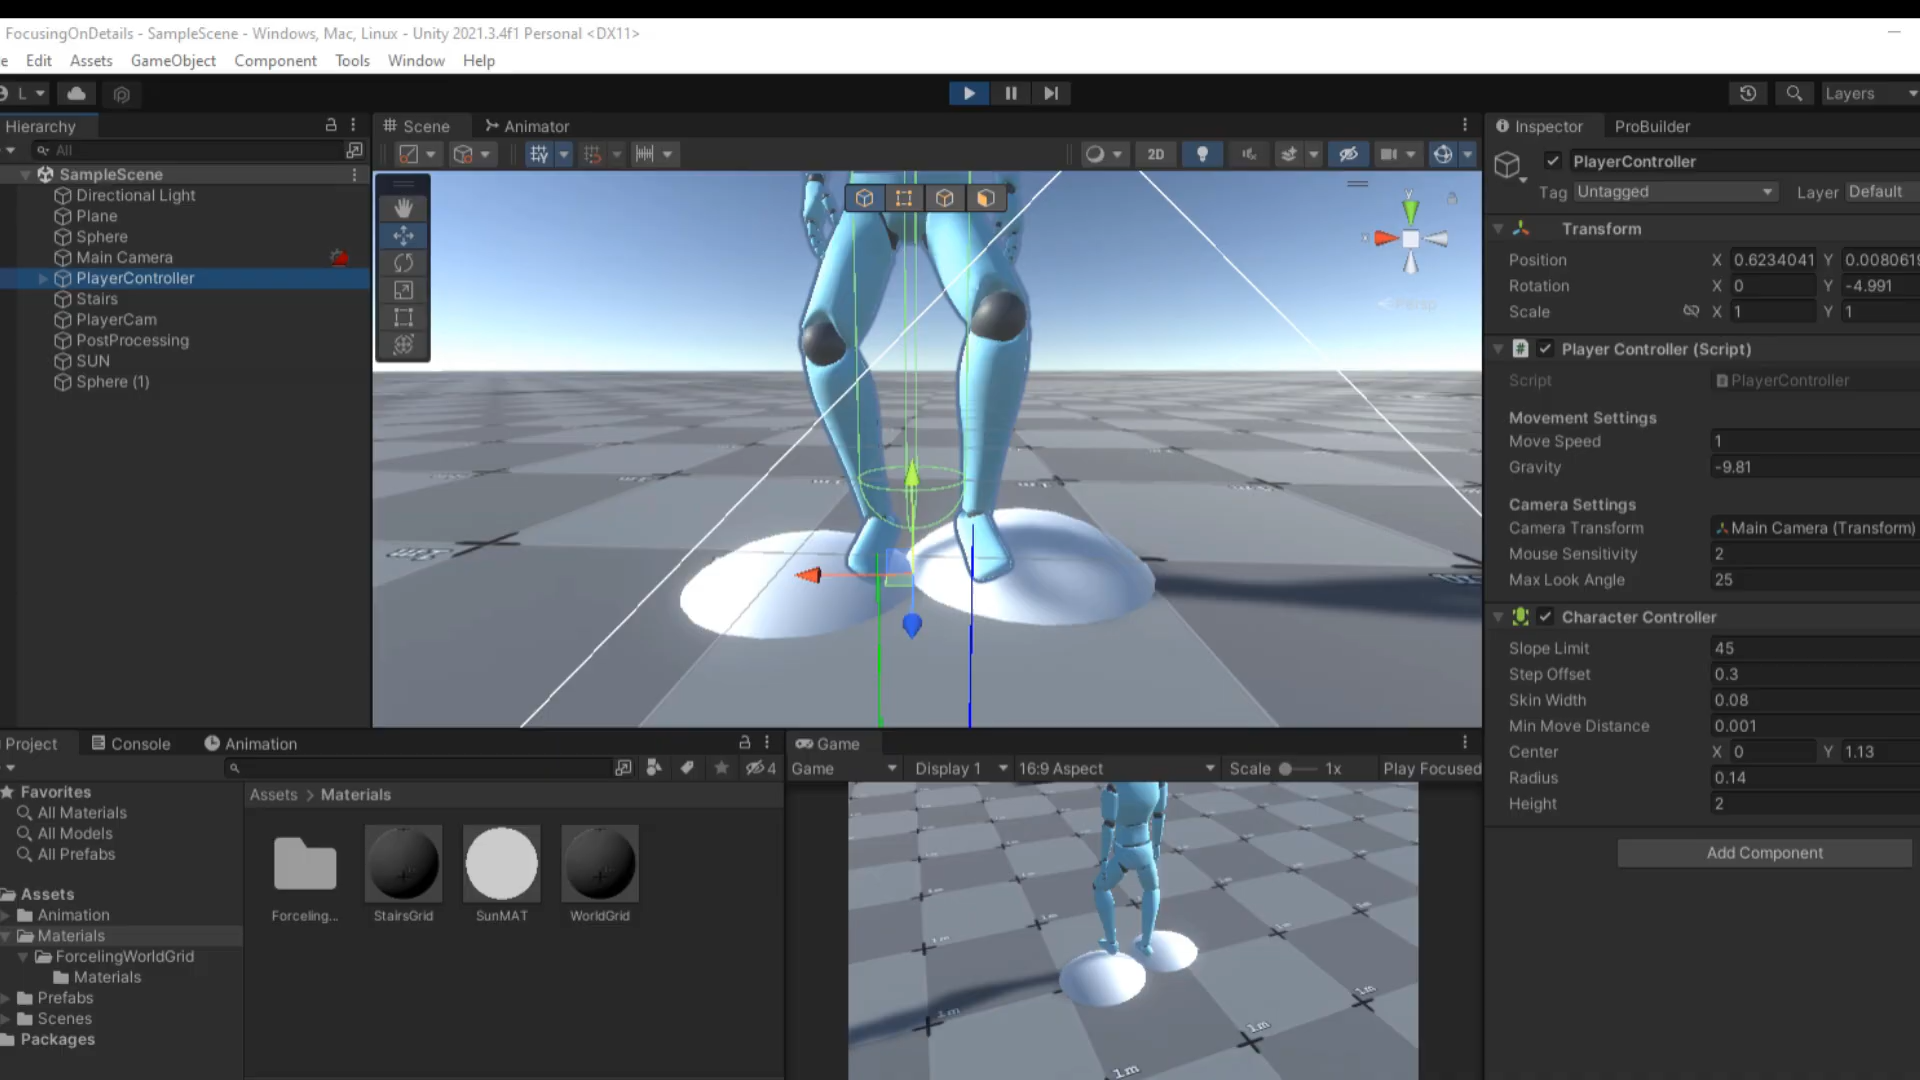 FocusingOnDetails - SampleScene - Windows, Mac, Linux - Unity 2021.3.4f1 Personal <DX11>
e Edit Assets GameObject Component Tools Window Help
L
Layers
Hierarchy
All
SampleScene
Directional Light
Plane
Sphere
Main Camera
PlayerController
Stairs
PlayerCam
PostProcessing
SUN
Sphere (1)
Scene Animator
2D
y
x
Persp
Inspector ProBuilder
PlayerController
Tag Untagged Layer Default
Transform
Position X 0.6234041 Y 0.0080619
Rotation X 0 Y -4.991
Scale X 1 Y 1
Player Controller (Script)
Script PlayerController
Movement Settings
Move Speed 1
Gravity -9.81
Camera Settings
Camera Transform Main Camera (Transform)
Mouse Sensitivity 2
Max Look Angle 25
Character Controller
Slope Limit 45
Step Offset 0.3
Skin Width 0.08
Min Move Distance 0.001
Center X 0 Y 1.13
Radius 0.14
Height 2
Add Component
Project Console Animation
4
Favorites
All Materials
All Models
All Prefabs
Assets
Animation
Materials
ForcelingWorldGrid
Materials
Prefabs
Scenes
Packages
Assets > Materials
Forceling... StairsGrid SunMAT WorldGrid
Game
Game Display 1 16:9 Aspect Scale 1x Play Focused
1m
1m
1m
1m